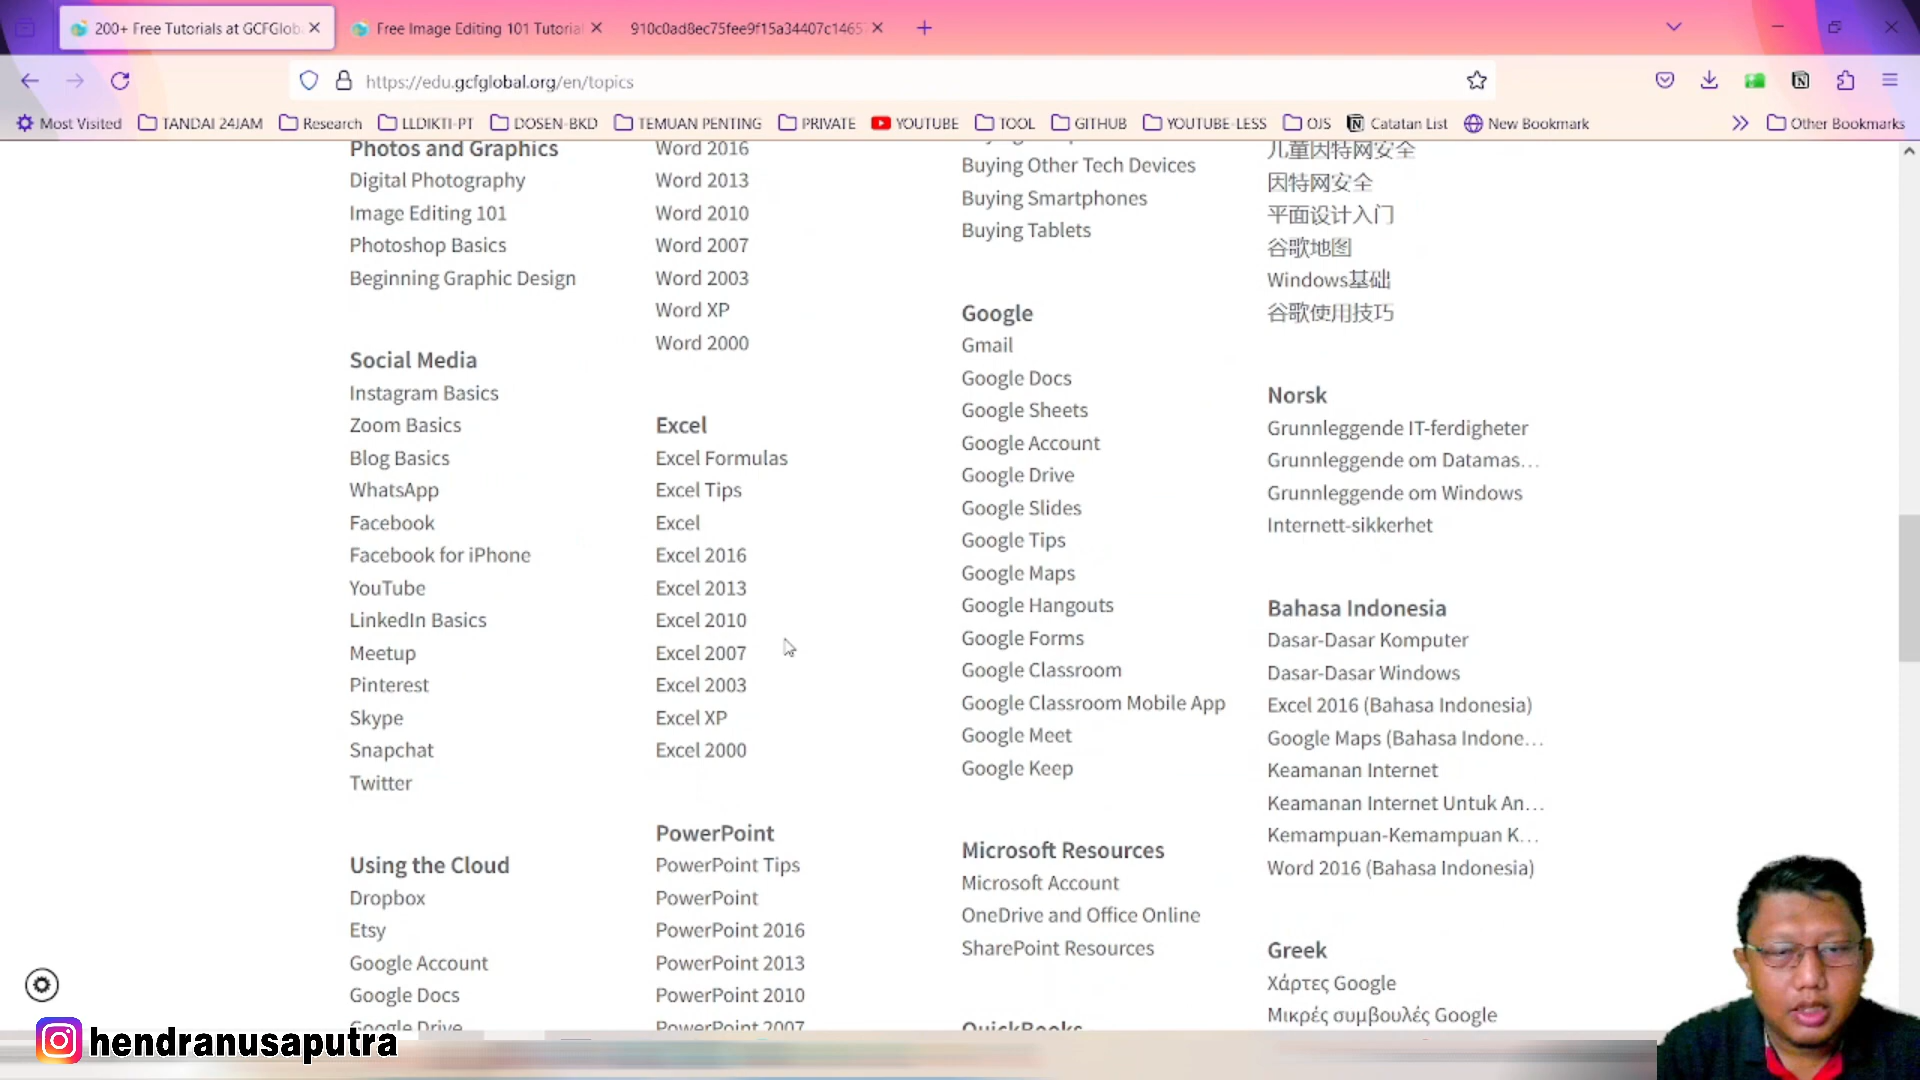 200+ Free Tutorials at GCFGlob
Free Image Editing 101 Tutorial
910c0ad8ec75fee9f15a34407c1465
https://edu.gcfglobal.org/en/topics
Most Visited
TANDAI 24JAM
Research
LLDIKTI-PT
DOSEN-BKD
TEMUAN PENTING
PRIVATE
YOUTUBE
TOOL
GITHUB
YOUTUBE-LESS
OJS
Catatan List
New Bookmark
Other Bookmarks
Photos and Graphics
Digital Photography
Image Editing 101
Photoshop Basics
Beginning Graphic Design
Social Media
Instagram Basics
Zoom Basics
Blog Basics
WhatsApp
Facebook
Facebook for iPhone
YouTube
LinkedIn Basics
Meetup
Pinterest
Skype
Snapchat
Twitter
Using the Cloud
Dropbox
Etsy
Google Account
Google Docs
Google Drive
Word 2016
Word 2013
Word 2010
Word 2007
Word 2003
Word XP
Word 2000
Excel
Excel Formulas
Excel Tips
Excel
Excel 2016
Excel 2013
Excel 2010
Excel 2007
Excel 2003
Excel XP
Excel 2000
PowerPoint
PowerPoint Tips
PowerPoint
PowerPoint 2016
PowerPoint 2013
PowerPoint 2010
PowerPoint 2007
Buying Other Tech Devices
Buying Smartphones
Buying Tablets
Google
Gmail
Google Docs
Google Sheets
Google Account
Google Drive
Google Slides
Google Tips
Google Maps
Google Hangouts
Google Forms
Google Classroom
Google Classroom Mobile App
Google Meet
Google Keep
Microsoft Resources
Microsoft Account
OneDrive and Office Online
SharePoint Resources
QuickBooks
儿童因特网安全
因特网安全
平面设计入门
谷歌地图
Windows基础
谷歌使用技巧
Norsk
Grunnleggende IT-ferdigheter
Grunnleggende om Datamas…
Grunnleggende om Windows
Internett-sikkerhet
Bahasa Indonesia
Dasar-Dasar Komputer
Dasar-Dasar Windows
Excel 2016 (Bahasa Indonesia)
Google Maps (Bahasa Indone…
Keamanan Internet
Keamanan Internet Untuk An…
Kemampuan-Kemampuan K…
Word 2016 (Bahasa Indonesia)
Greek
Χάρτες Google
Μικρές συμβουλές Google
hendranusaputra